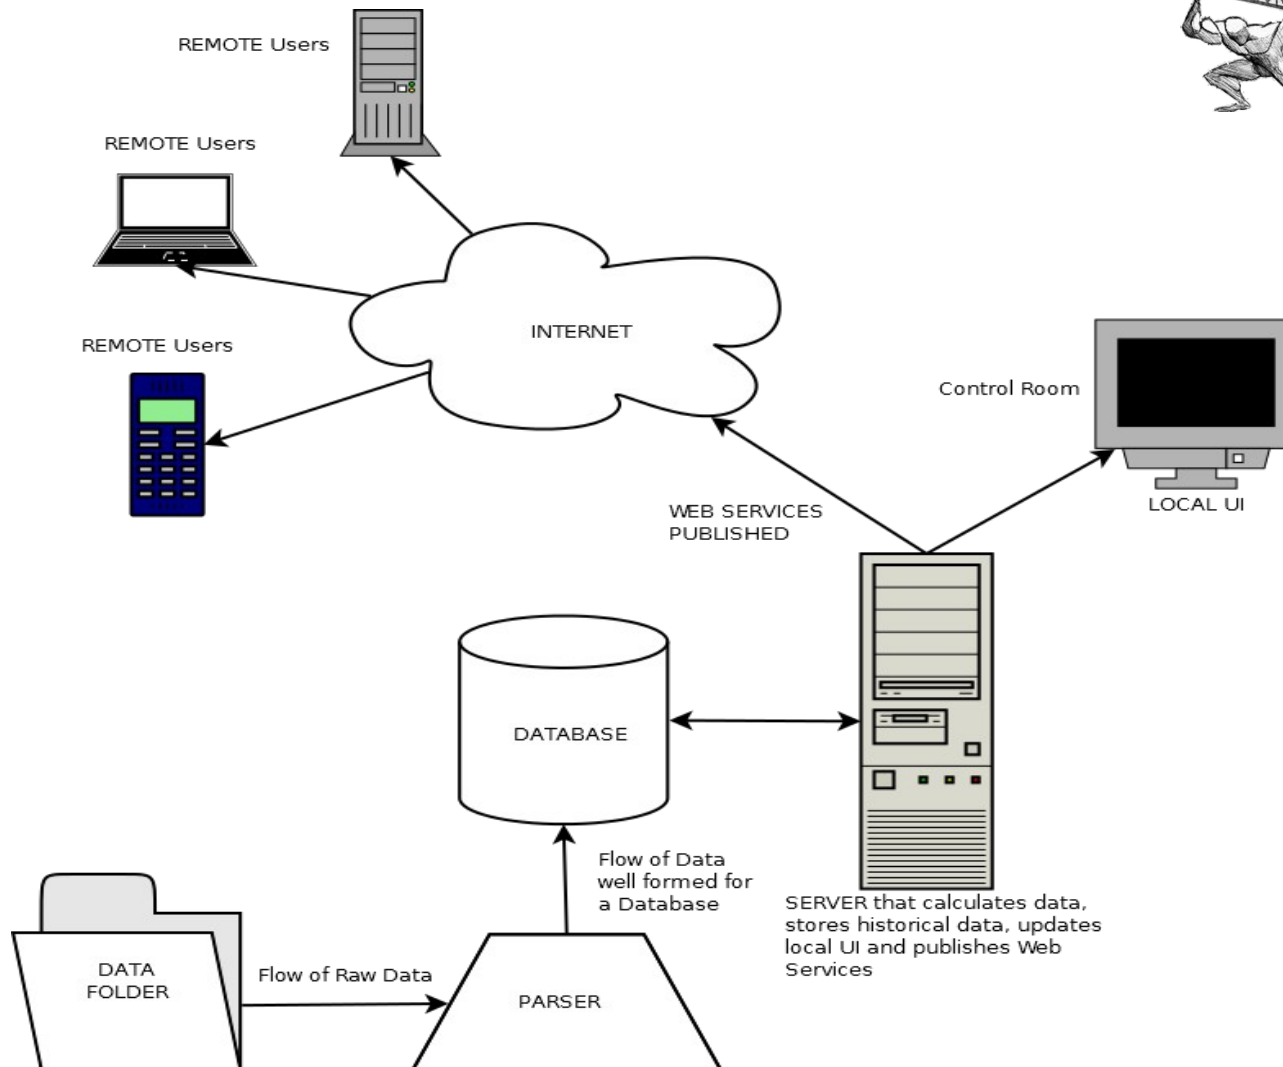 REMOTE Users
REMOTE Users
REMOTE Users
INTERNET
Control Room
LOCAL UI
WEB SERVICES
PUBLISHED
DATABASE
Flow of Data
well formed for
a Database
SERVER that calculates data,
stores historical data, updates
local UI and publishes Web
Services
DATA
FOLDER
Flow of Raw Data
PARSER